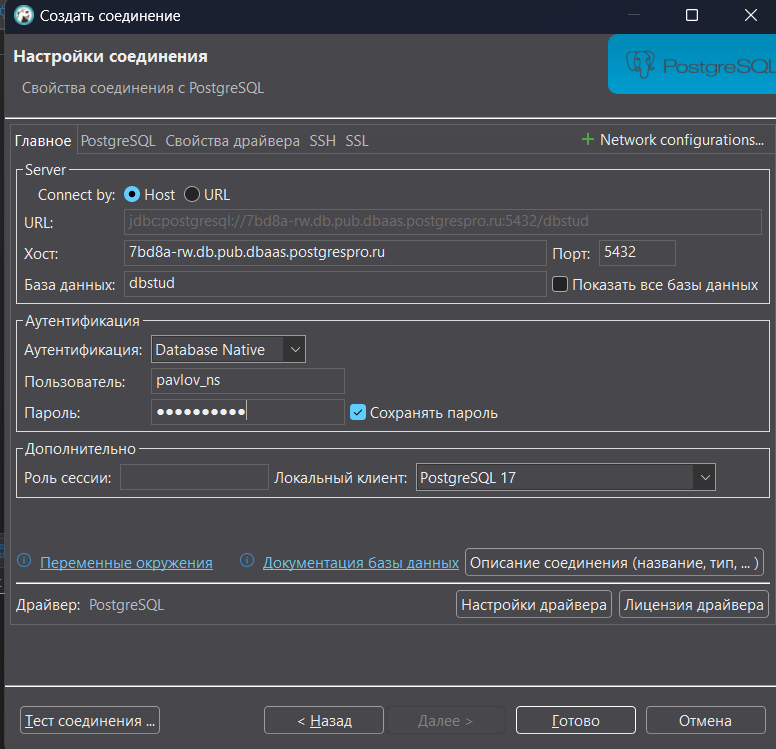 Создать соединение
Настройки соединения
Свойства соединения с PostgreSQL
PostgreSQL
Главное PostgreSQL Свойства драйвера SSH SSL + Network configurations...
Server
Connect by: Host URL
URL: jdbc:postgresql://7bd8a-rw.db.pub.dbaas.postgrespro.ru:5432/dbstud
Хост: 7bd8a-rw.db.pub.dbaas.postgrespro.ru Порт: 5432
База данных: dbstud Показать все базы данных
Аутентификация
Аутентификация: Database Native
Пользователь: pavlov_ns
Пароль: ●●●●●●●●●● Сохранять пароль
Дополнительно
Роль сессии: Локальный клиент: PostgreSQL 17
Переменные окружения Документация базы данных Описание соединения (название, тип, ... )
Драйвер: PostgreSQL Настройки драйвера Лицензия драйвера
Тест соединения ... < Назад Далее > Готово Отмена